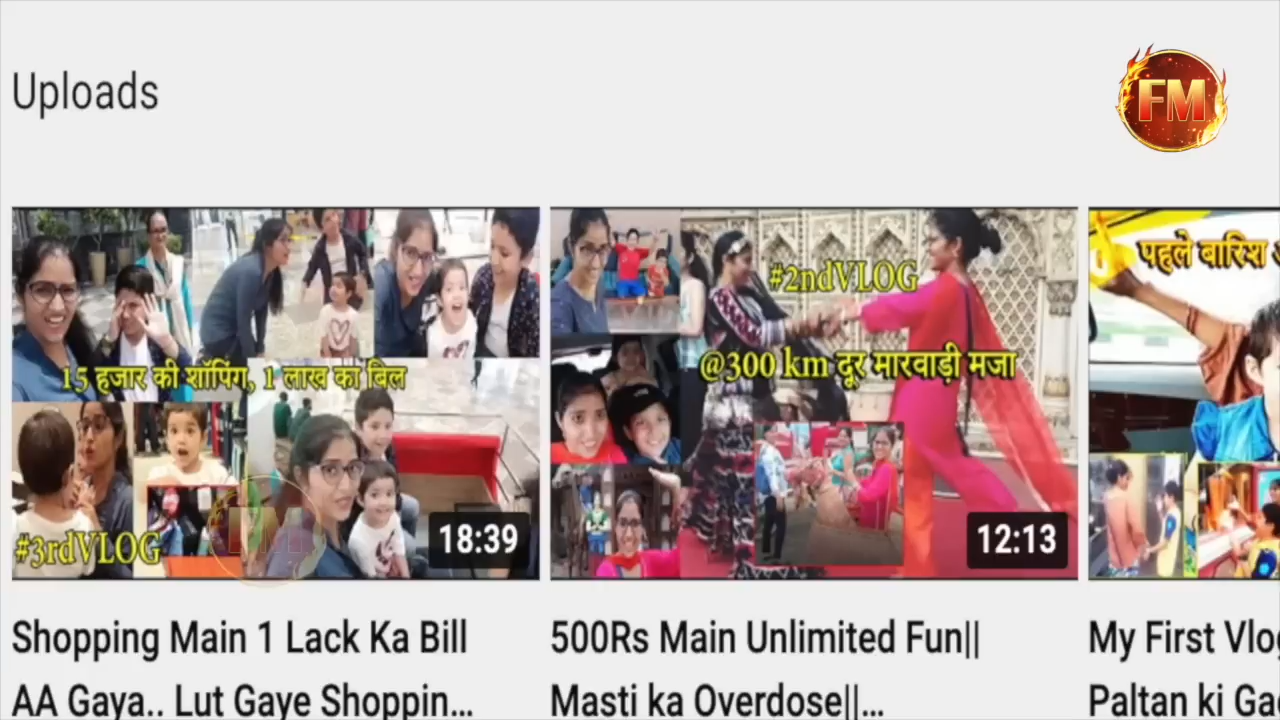 Uploads
FM
15 हजार की शॉपिंग, 1 लाख का बिल
#3rdVLOG
FM
18:39
#2ndVLOG
@300 km दूर मारवाड़ी मजा
12:13
पहले बारिश
Shopping Main 1 Lack Ka Bill
AA Gaya.. Lut Gaye Shoppin...
500Rs Main Unlimited Fun||
Masti ka Overdose||...
My First Vlog
Paltan ki Ga